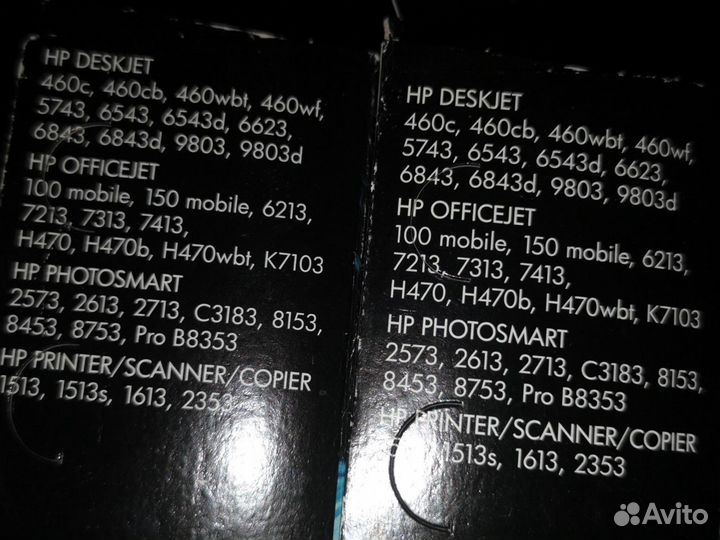 HP DESKJET
460c, 460cb, 460wbt, 460wf,
5743, 6543, 6543d, 6623,
6843, 6843d, 9803, 9803d
HP OFFICEJET
100 mobile, 150 mobile, 6213,
7213, 7313, 7413,
H470, H470b, H470wbt, K7103
HP PHOTOSMART
2573, 2613, 2713, C3183, 8153,
8453, 8753, Pro B8353
HP PRINTER/SCANNER/COPIER
1513, 1513s, 1613, 2353
HP DESKJET
460c, 460cb, 460wbt, 460wf,
5743, 6543, 6543d, 6623,
6843, 6843d, 9803, 9803d
HP OFFICEJET
100 mobile, 150 mobile, 6213,
7213, 7313, 7413,
H470, H470b, H470wbt, K7103
HP PHOTOSMART
2573, 2613, 2713, C3183, 8153,
8453, 8753, Pro B8353
HP PRINTER/SCANNER/COPIER
1513s, 1613, 2353
Avito